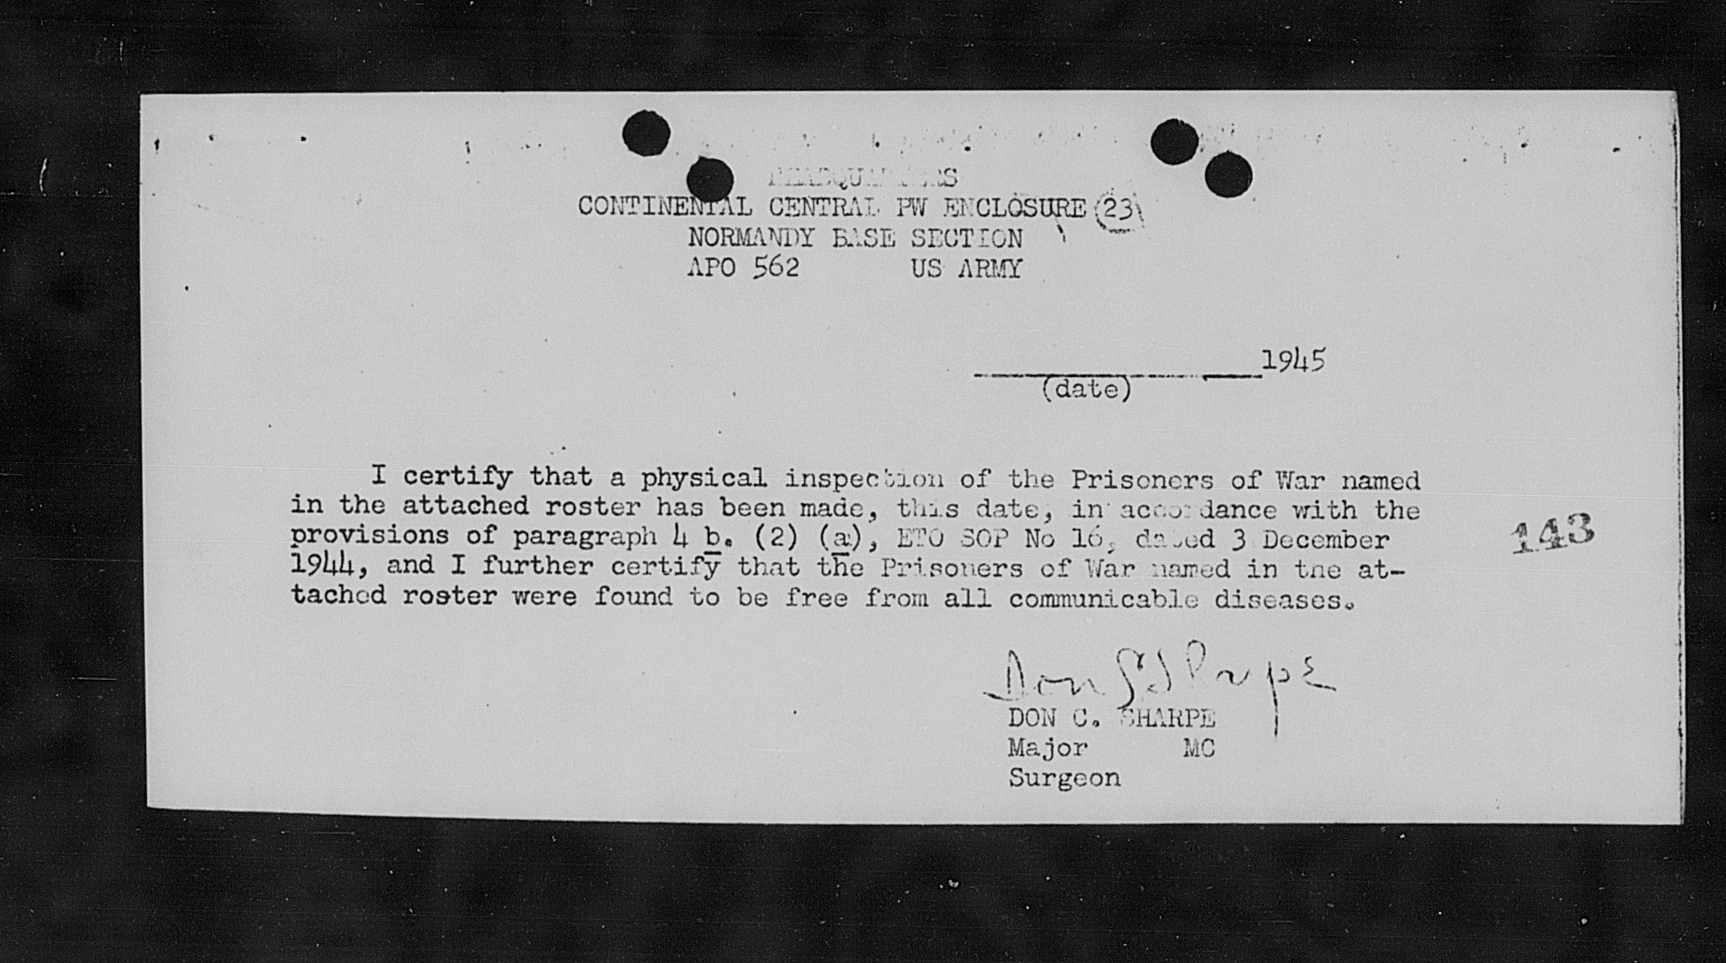 HEADQUARTERS
CONTINENTAL CENTRAL PW ENCLOSURE (23)
NORMANDY BASE SECTION
APO 562 US ARMY
1945
(date)
I certify that a physical inspection of the Prisoners of War named
in the attached roster has been made, this date, in accordance with the
provisions of paragraph 4 b. (2) (a), ETO SOP No 16, dated 3 December
1944, and I further certify that the Prisoners of War named in the at-
tached roster were found to be free from all communicable diseases.
143
Don C. Sharpe
DON C. SHARPE
Major MC
Surgeon